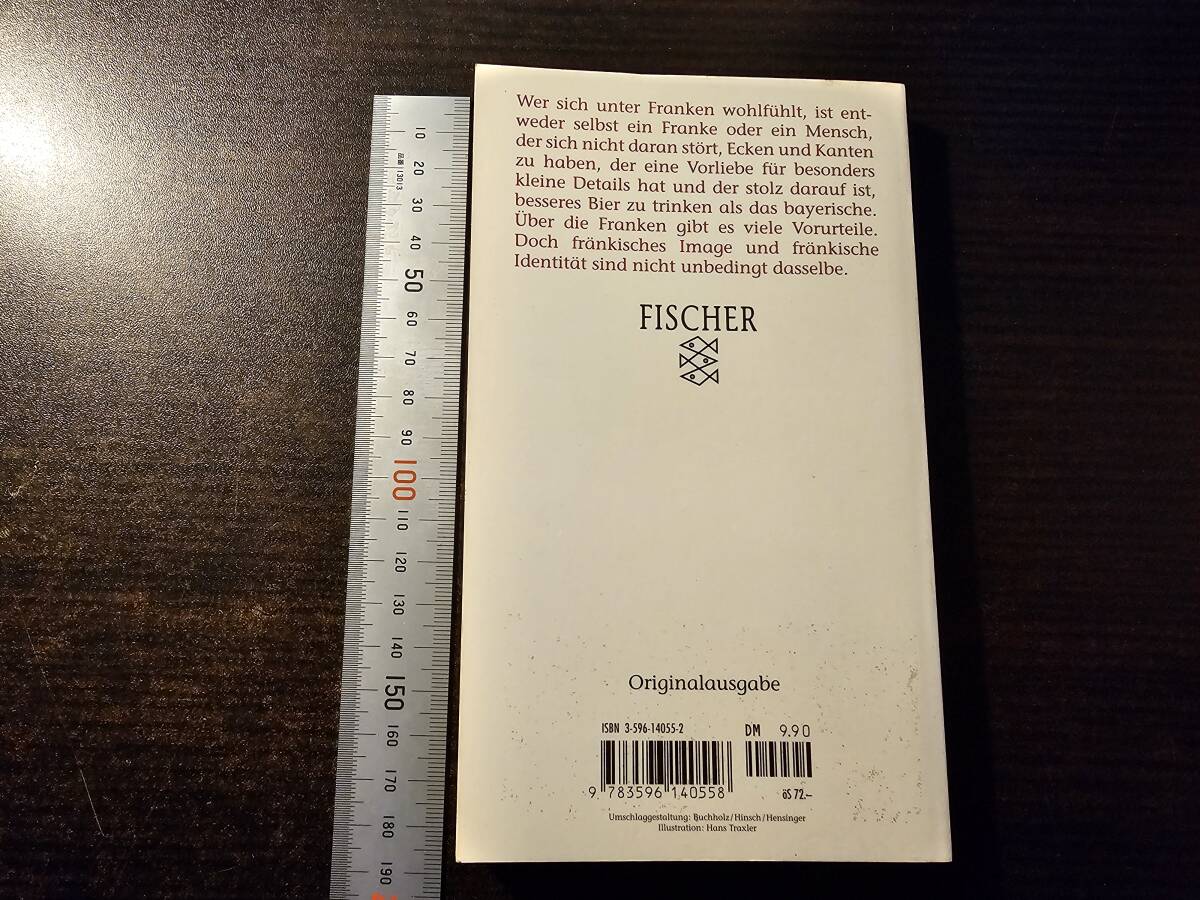 Wer sich unter Franken wohlfühlt, ist ent-
weder selbst ein Franke oder ein Mensch,
der sich nicht daran stört, Ecken und Kanten
zu haben, der eine Vorliebe für besonders
kleine Details hat und der stolz darauf ist,
besseres Bier zu trinken als das bayerische.
Über die Franken gibt es viele Vorurteile.
Doch fränkisches Image und fränkische
Identität sind nicht unbedingt dasselbe.
FISCHER
Originalausgabe
ISBN 3-596-14055-2
DM 9.90
9 783596 140558
öS 72.–
Umschlaggestaltung: Buchholz/Hinsch/Hensinger
Illustration: Hans Traxler
10
品番 13013
20
30
40
50
60
70
80
90
100
110
120
130
140
150
160
170
180
190